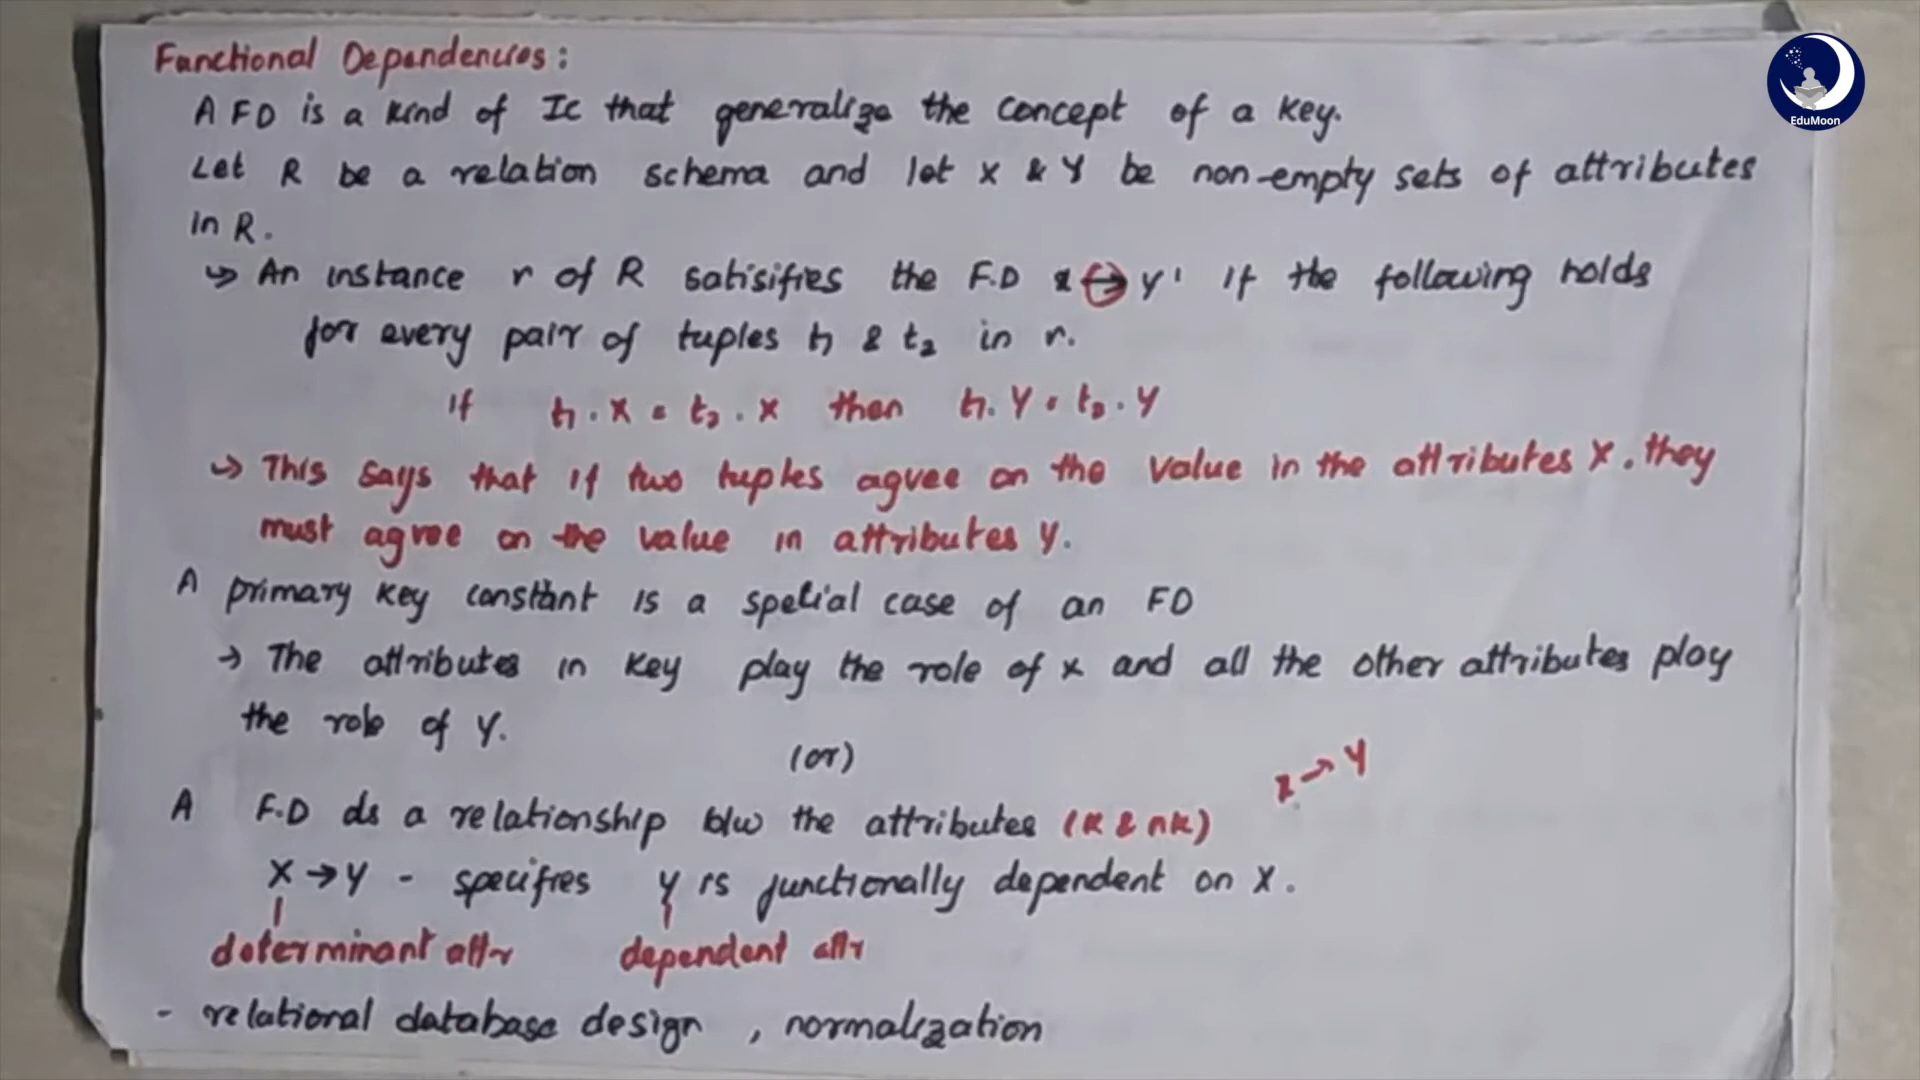 Functional Dependencies:
A FD is a kind of Ic that generalize the concept of a key.
Let R be a relation schema and let x & Y be non-empty sets of attributes
in R.
↪ An instance r of R satisifies the F.D x → y' if the following holds
for every pair of tuples t1 & t2 in r.
If t1 . X = t2 . X then t1 . Y = t2 . Y
↪ This says that if two tuples agree on the value in the attributes X, they
must agree on the value in attributes Y.
A primary key constant is a spelial case of an FD
→ The attributes in key play the role of x and all the other attributes play
the role of Y.
(or)
x → Y
A F.D ds a relationship b/w the attributes (K & nk)
X → Y - specifies Y is functionally dependent on X.
determinant attr dependent attr
- relational database design , normalization
EduMoon